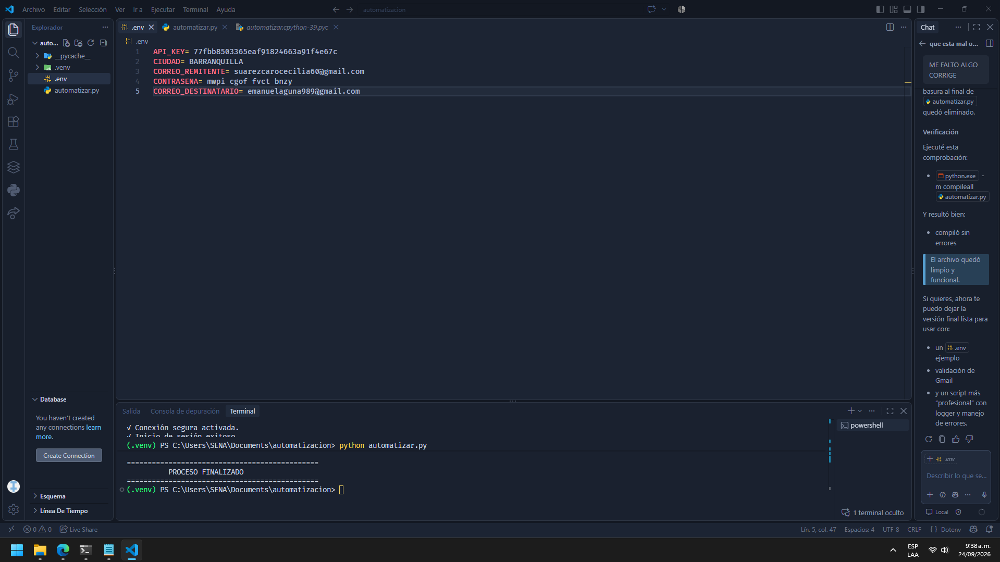 Archivo Editar Selección Ver Ir a Ejecutar Terminal Ayuda
automatizacion
Explorador
auto...
__pycache__
.venv
.env
automatizar.py
Database
You haven't created
any connections learn
more.
Create Connection
Esquema
Línea De Tiempo
.env automatizar.py automatizar.cpython-39.pyc
.env
1 API_KEY= 77fbb8503365eaf91824663a91f4e67c
2 CIUDAD= BARRANQUILLA
3 CORREO_REMITENTE= suarezcarocecilia60@gmail.com
4 CONTRASENA= mwpi cgof fvct bnzy
5 CORREO_DESTINATARIO= emanuelaguna989@gmail.com
Salida Consola de depuración Terminal
√ Conexión segura activada.
√ Inicio de sesión exitoso
(.venv) PS C:\Users\SENA\Documents\automatizacion> python automatizar.py
==============================================
PROCESO FINALIZADO
==============================================
(.venv) PS C:\Users\SENA\Documents\automatizacion>
powershell
1 terminal oculto
Chat
que esta mal o...
ME FALTO ALGO
CORRIGE
basura al final de
automatizar.py
quedó eliminado.
Verificación
Ejecuté esta
comprobación:
• python.exe -
m compileall
automatizar.py
Y resultó bien:
• compiló sin
errores
El archivo quedó
limpio y
funcional.
Si quieres, ahora te
puedo dejar la
versión final lista para
usar con:
• un .env
ejemplo
• validación de
Gmail
• y un script más
"profesional" con
logger y manejo
de errores.
.env
Describir lo que se...
Local
0 0 Live Share
Lín. 5, col. 47 Espacios: 4 UTF-8 CRLF { } Dotenv
ESP
LAA
9:38 a. m.
24/09/2026